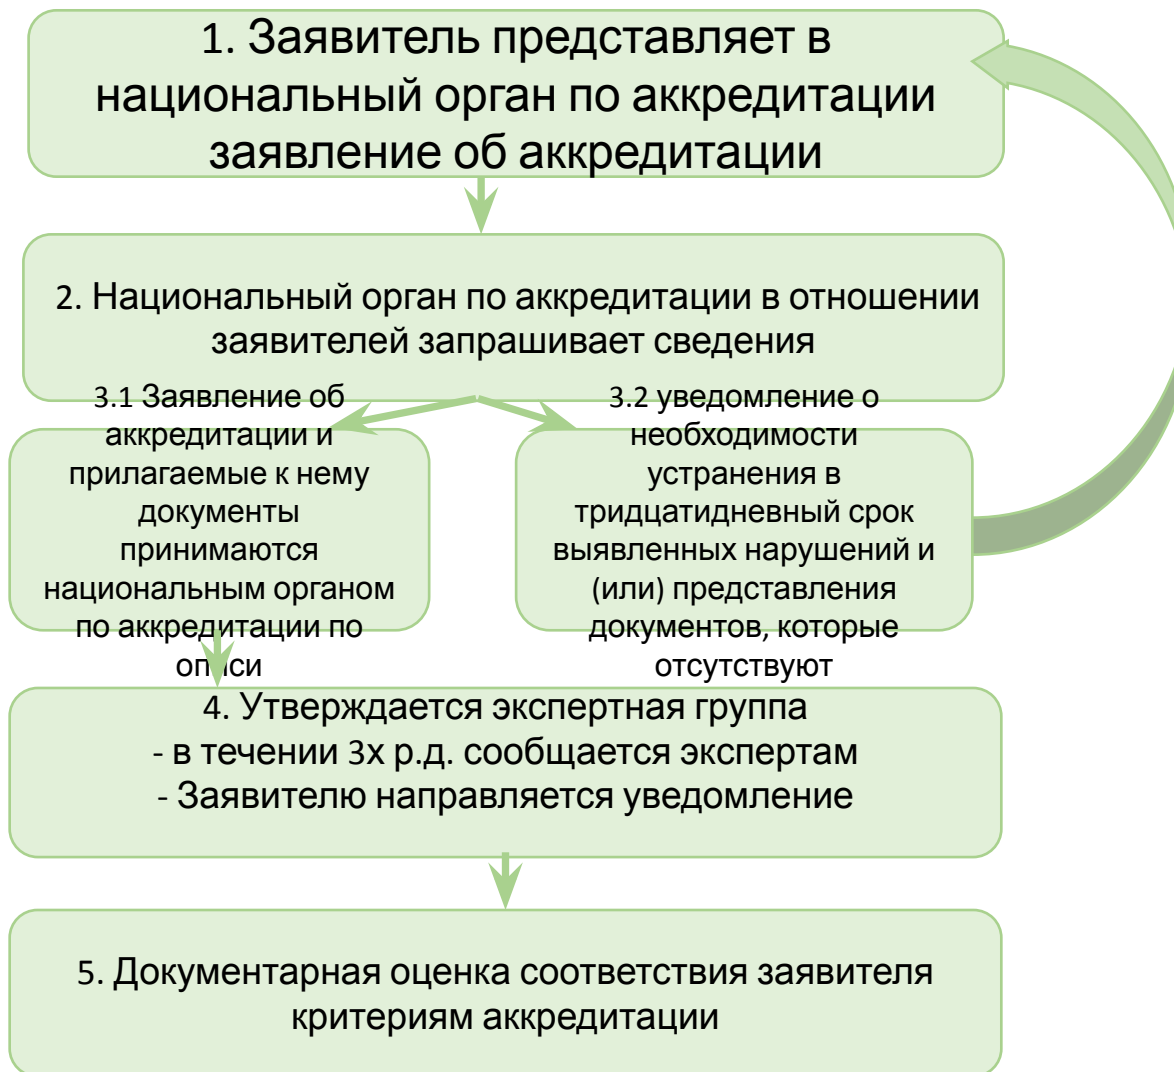 1. Заявитель представляет в
национальный орган по аккредитации
заявление об аккредитации
2. Национальный орган по аккредитации в отношении
заявителей запрашивает сведения
3.1 Заявление об
аккредитации и
прилагаемые к нему
документы
принимаются
национальным органом
по аккредитации по
описи
3.2 уведомление о
необходимости
устранения в
тридцатидневный срок
выявленных нарушений и
(или) представления
документов, которые
отсутствуют
4. Утверждается экспертная группа
- в течении 3х р.д. сообщается экспертам
- Заявителю направляется уведомление
5. Документарная оценка соответствия заявителя
критериям аккредитации